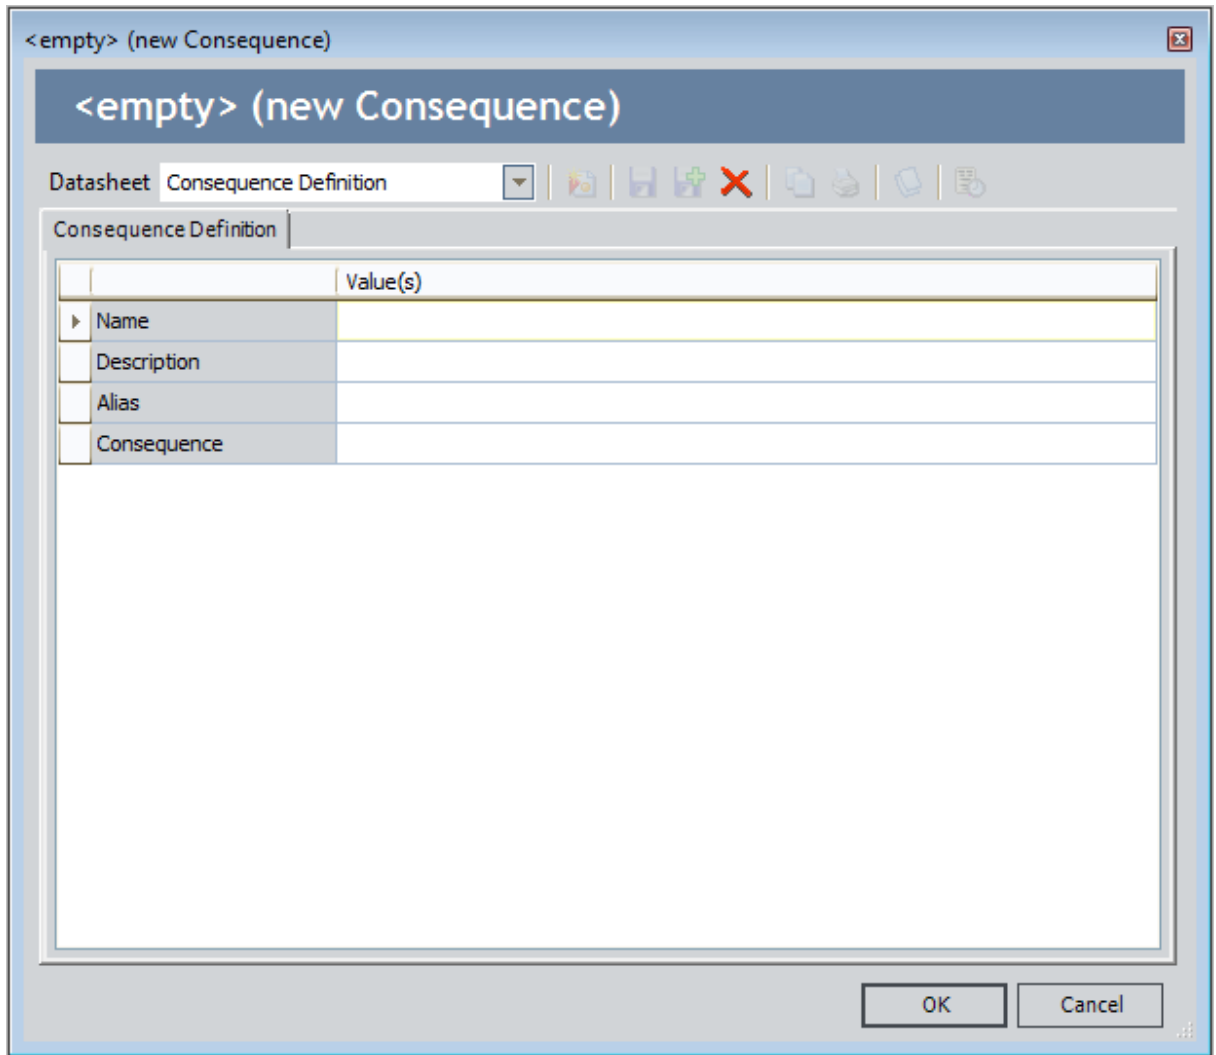 <empty> (new Consequence)
<empty> (new Consequence)
Datasheet Consequence Definition
Consequence Definition
Value(s)
Name
Description
Alias
Consequence
OK Cancel